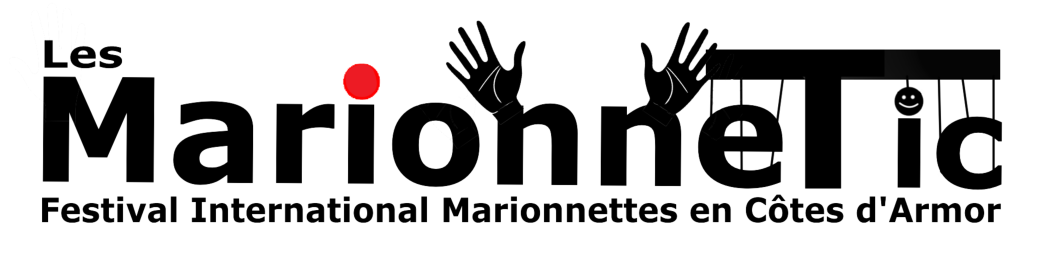 Les
MarionneTic
Festival International Marionnettes en Côtes d'Armor